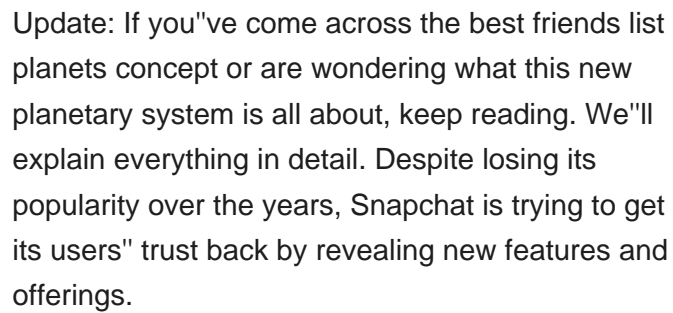 Update: If you"ve come across the best friends list
planets concept or are wondering what this new
planetary system is all about, keep reading. We"ll
explain everything in detail. Despite losing its
popularity over the years, Snapchat is trying to get
its users" trust back by revealing new features and
offerings.